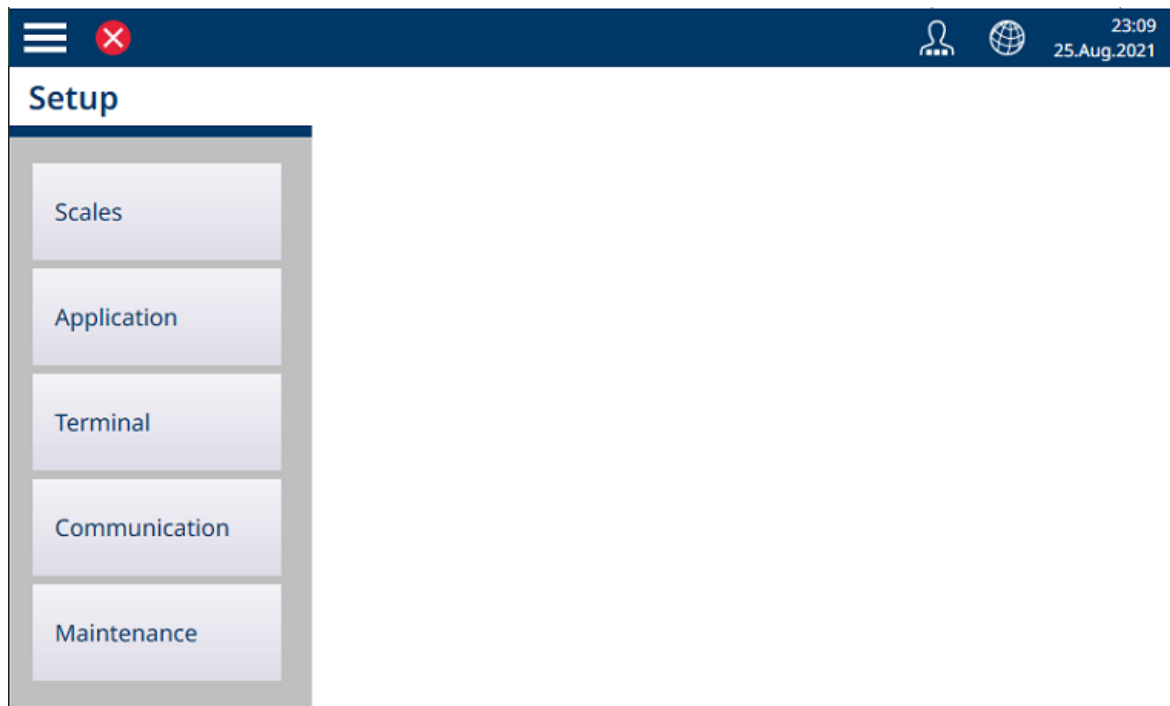 23:09
25.Aug.2021
Setup
Scales
Application
Terminal
Communication
Maintenance